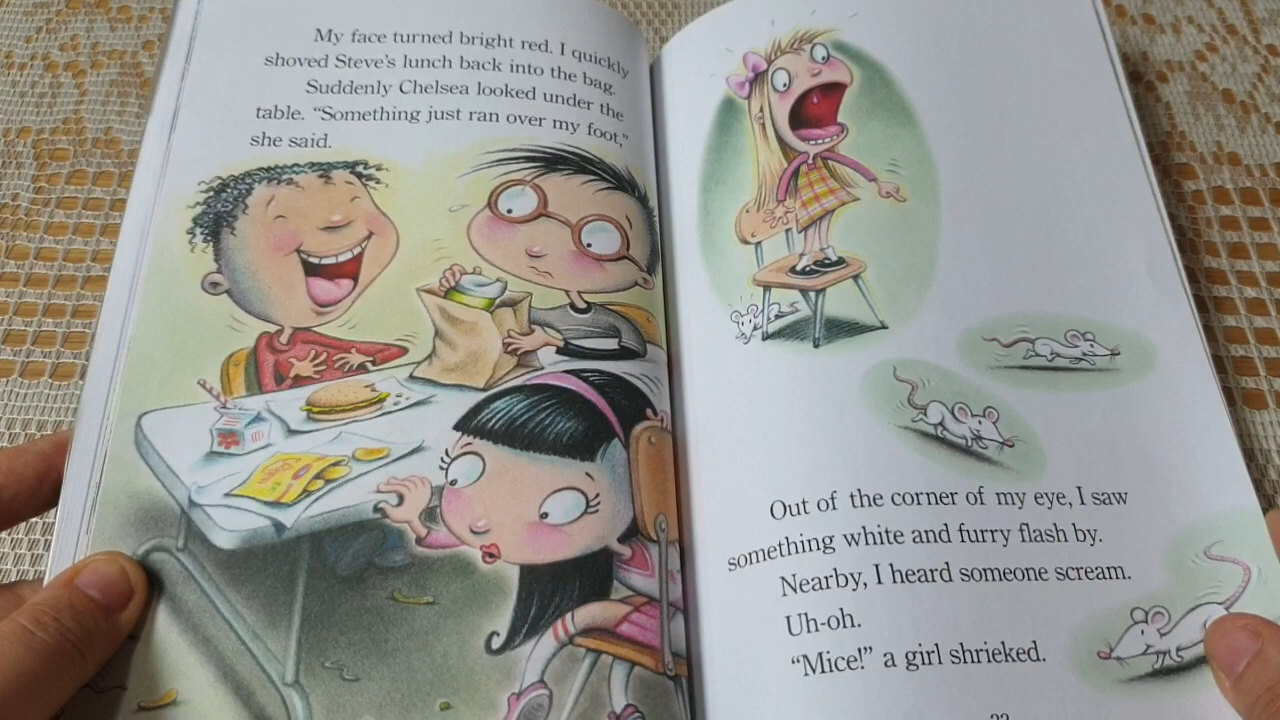 My face turned bright red. I quickly
shoved Steve's lunch back into the bag.
Suddenly Chelsea looked under the
table. “Something just ran over my foot,”
she said.
Out of the corner of my eye, I saw
something white and furry flash by.
Nearby, I heard someone scream.
Uh-oh.
“Mice!” a girl shrieked.